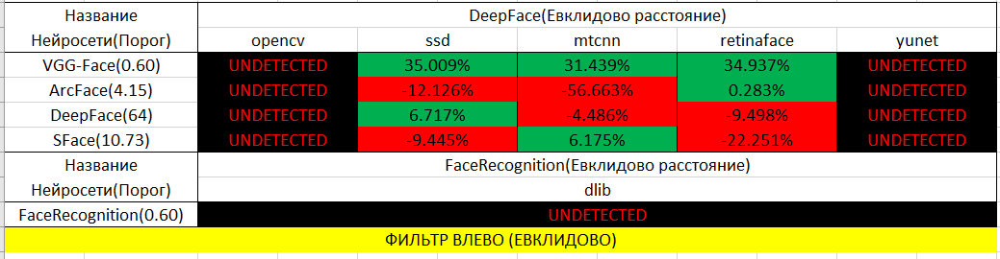 Название DeepFace(Евклидово расстояние)
Нейросети(Порог) opencv ssd mtcnn retinaface yunet
VGG-Face(0.60) UNDETECTED 35.009% 31.439% 34.937% UNDETECTED
ArcFace(4.15) UNDETECTED -12.126% -56.663% 0.283% UNDETECTED
DeepFace(64) UNDETECTED 6.717% -4.486% -9.498% UNDETECTED
SFace(10.73) UNDETECTED -9.445% 6.175% -22.251% UNDETECTED
Название FaceRecognition(Евклидово расстояние)
Нейросети(Порог) dlib
FaceRecognition(0.60) UNDETECTED
ФИЛЬТР ВЛЕВО (ЕВКЛИДОВО)